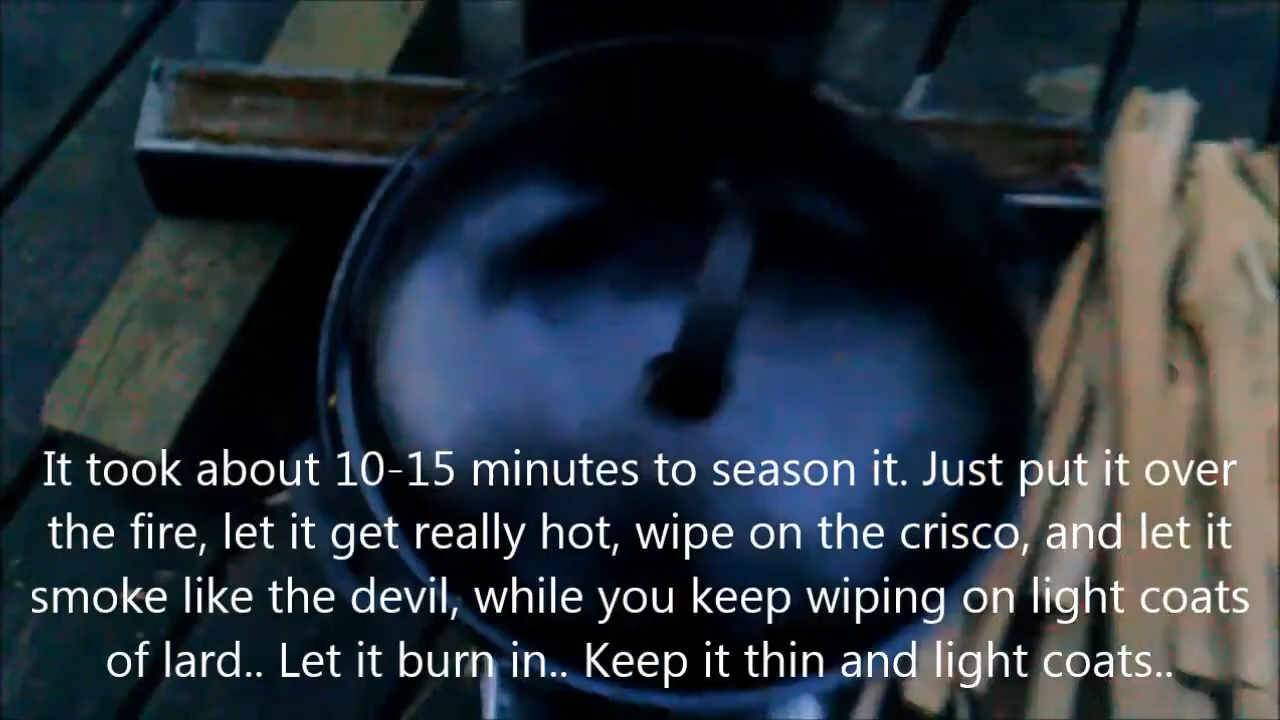 It took about 10-15 minutes to season it. Just put it over
the fire, let it get really hot, wipe on the crisco, and let it
smoke like the devil, while you keep wiping on light coats
of lard.. Let it burn in.. Keep it thin and light coats..